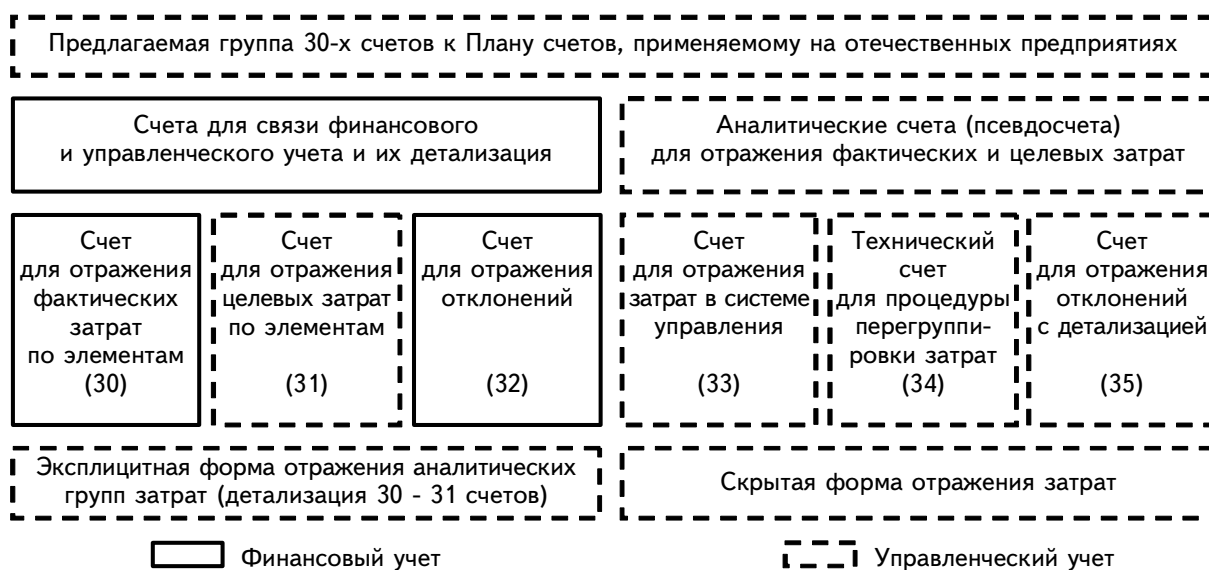 Предлагаемая группа 30-х счетов к Плану счетов, применяемому на отечественных предприятиях
Счета для связи финансового
и управленческого учета и их детализация
Аналитические счета (псевдосчета)
для отражения фактических и целевых затрат
Счет
для отражения
фактических
затрат
по элементам
(30)
Счет
для отражения
целевых затрат
по элементам
(31)
Счет
для отражения
отклонений
(32)
Счет
для отражения
затрат в системе
управления
(33)
Технический
счет
для процедуры
перегруппи-
ровки затрат
(34)
Счет
для отражения
отклонений
с детализацией
(35)
Эксплицитная форма отражения аналитических
групп затрат (детализация 30 - 31 счетов)
Скрытая форма отражения затрат
Финансовый учет
Управленческий учет